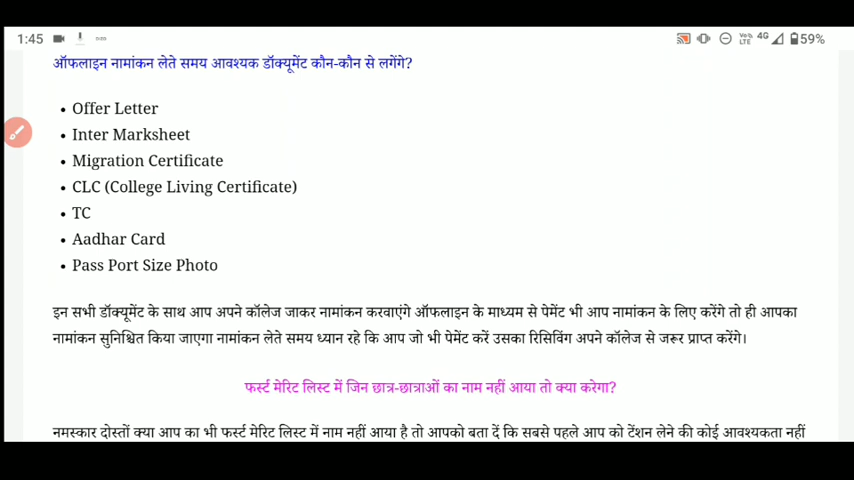 1:45
VoD LTE 4G 59%
ऑफलाइन नामांकन लेते समय आवश्यक डॉक्यूमेंट कौन-कौन से लगेंगे?
• Offer Letter
• Inter Marksheet
• Migration Certificate
• CLC (College Living Certificate)
• TC
• Aadhar Card
• Pass Port Size Photo
इन सभी डॉक्यूमेंट के साथ आप अपने कॉलेज जाकर नामांकन करवाएंगे ऑफलाइन के माध्यम से पेमेंट भी आप नामांकन के लिए करेंगे तो ही आपका
नामांकन सुनिश्चित किया जाएगा नामांकन लेते समय ध्यान रहे कि आप जो भी पेमेंट करें उसका रिसिविंग अपने कॉलेज से जरूर प्राप्त करेंगे।
फर्स्ट मेरिट लिस्ट में जिन छात्र-छात्राओं का नाम नहीं आया तो क्या करेगा?
नमस्कार दोस्तों क्या आप का भी फर्स्ट मेरिट लिस्ट में नाम नहीं आया है तो आपको बता दें कि सबसे पहले आप को टेंशन लेने की कोई आवश्यकता नहीं